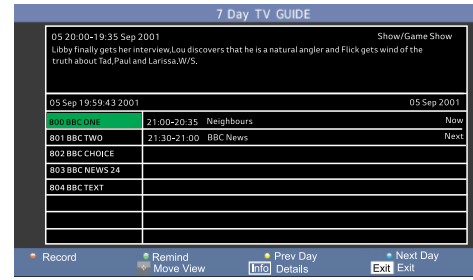 7 Day TV GUIDE
05 20:00-19:35 Sep 2001 Show/Game Show
Libby finally gets her interview,Lou discovers that he is a natural angler and Flick gets wind of the
truth about Tad,Paul and Larissa.W/S.
05 Sep 19:59:43 2001 05 Sep 2001
800 BBC ONE 21:00-20:35 Neighbours Now
801 BBC TWO 21:30-21:00 BBC News Next
802 BBC CHOICE
803 BBC NEWS 24
804 BBC TEXT
Record Remind Prev Day Next Day
Move View Info Details Exit Exit